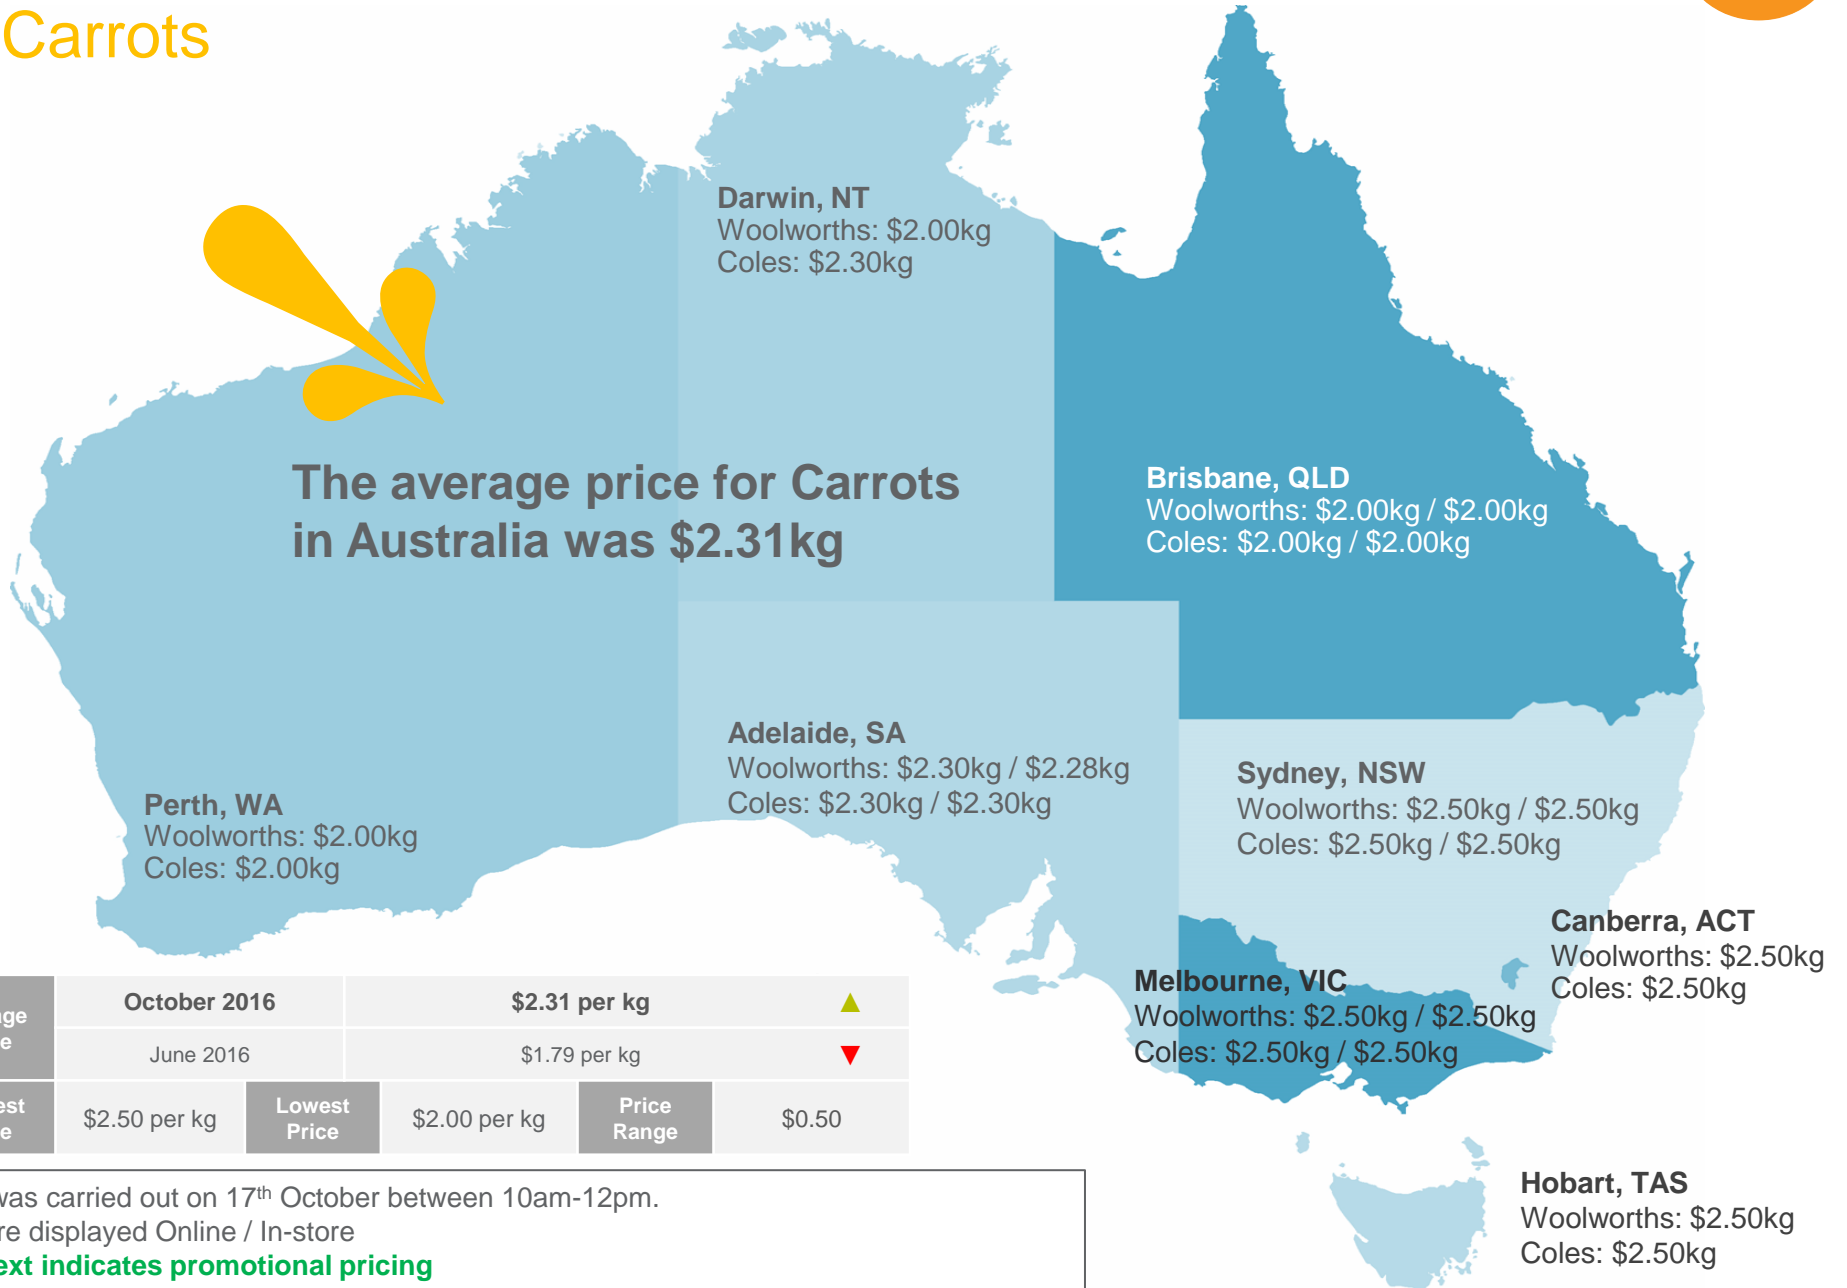 Carrots
Darwin, NT
Woolworths: $2.00kg
Coles: $2.30kg
The average price for Carrots
in Australia was $2.31kg
Brisbane, QLD
Woolworths: $2.00kg / $2.00kg
Coles: $2.00kg / $2.00kg
Adelaide, SA
Woolworths: $2.30kg / $2.28kg
Coles: $2.30kg / $2.30kg
Sydney, NSW
Woolworths: $2.50kg / $2.50kg
Coles: $2.50kg / $2.50kg
Perth, WA
Woolworths: $2.00kg
Coles: $2.00kg
Canberra, ACT
Woolworths: $2.50kg
Coles: $2.50kg
Melbourne, VIC
Woolworths: $2.50kg / $2.50kg
Coles: $2.50kg / $2.50kg
October 2016 $2.31 per kg ▲
June 2016 $1.79 per kg ▼
$2.50 per kg Lowest Price $2.00 per kg Price Range $0.50
was carried out on 17th October between 10am-12pm.
displayed Online / In-store
indicates promotional pricing
Hobart, TAS
Woolworths: $2.50kg
Coles: $2.50kg